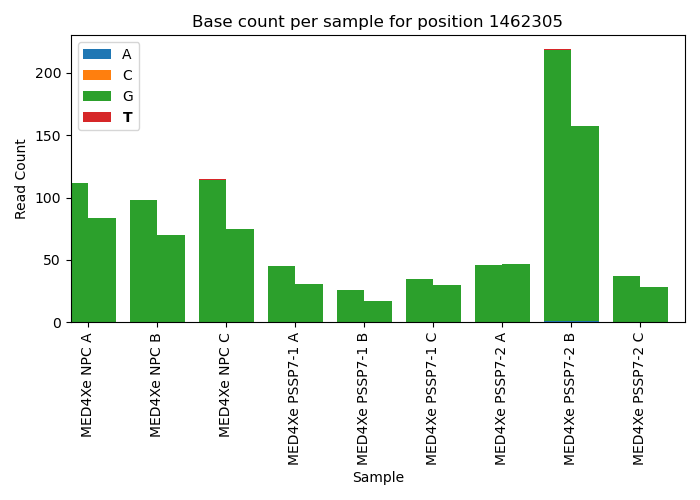 Base count per sample for position 1462305
A
C
G
T
Read Count
200
150
100
50
0
MED4Xe NPC A
MED4Xe NPC B
MED4Xe NPC C
MED4Xe PSSP7-1 A
MED4Xe PSSP7-1 B
MED4Xe PSSP7-1 C
MED4Xe PSSP7-2 A
MED4Xe PSSP7-2 B
MED4Xe PSSP7-2 C
Sample